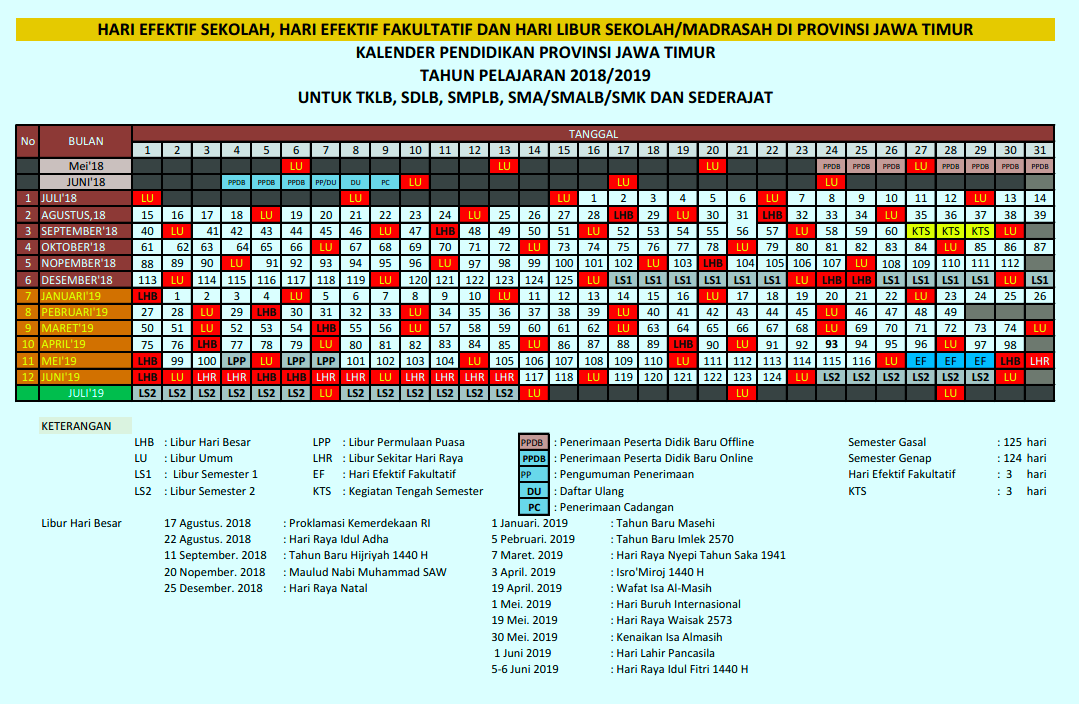 HARI EFEKTIF SEKOLAH, HARI EFEKTIF FAKULTATIF DAN HARI LIBUR SEKOLAH/MADRASAH DI PROVINSI JAWA TIMUR
KALENDER PENDIDIKAN PROVINSI JAWA TIMUR
TAHUN PELAJARAN 2018/2019
UNTUK TKLB, SDLB, SMPLB, SMA/SMALB/SMK DAN SEDERAJAT
No BULAN TANGGAL
1 2 3 4 5 6 7 8 9 10 11 12 13 14 15 16 17 18 19 20 21 22 23 24 25 26 27 28 29 30 31
Mei'18 LU LU LU PPDB PPDB PPDB LU PPDB PPDB PPDB PPDB
JUNI'18 PPDB PPDB PPDB PP/DU DU PC LU LU LU
1 JULI'18 LU LU LU 1 2 3 4 5 6 LU 7 8 9 10 11 12 LU 13 14
2 AGUSTUS,18 15 16 17 18 LU 19 20 21 22 23 24 LU 25 26 27 28 LHB 29 LU 30 31 LHB 32 33 34 LU 35 36 37 38 39
3 SEPTEMBER'18 40 LU 41 42 43 44 45 46 LU 47 LHB 48 49 50 51 LU 52 53 54 55 56 57 LU 58 59 60 KTS KTS KTS LU
4 OKTOBER'18 61 62 63 64 65 66 LU 67 68 69 70 71 72 LU 73 74 75 76 77 78 LU 79 80 81 82 83 84 LU 85 86 87
5 NOPEMBER'18 88 89 90 LU 91 92 93 94 95 96 LU 97 98 99 100 101 102 LU 103 LHB 104 105 106 107 LU 108 109 110 111 112
6 DESEMBER'18 113 LU 114 115 116 117 118 119 LU 120 121 122 123 124 125 LU LS1 LS1 LS1 LS1 LS1 LS1 LU LHB LHB LS1 LS1 LS1 LS1 LU LS1
7 JANUARI'19 LHB 1 2 3 4 LU 5 6 7 8 9 10 LU 11 12 13 14 15 16 LU 17 18 19 20 21 22 LU 23 24 25 26
8 PEBRUARI'19 27 28 LU 29 LHB 30 31 32 33 LU 34 35 36 37 38 39 LU 40 41 42 43 44 45 LU 46 47 48 49
9 MARET'19 50 51 LU 52 53 54 LHB 55 56 LU 57 58 59 60 61 62 LU 63 64 65 66 67 68 LU 69 70 71 72 73 74 LU
10 APRIL'19 75 76 LHB 77 78 79 LU 80 81 82 83 84 85 LU 86 87 88 89 LHB 90 LU 91 92 93 94 95 96 LU 97 98
11 MEI'19 LHB 99 100 LPP LU LPP LPP 101 102 103 104 LU 105 106 107 108 109 110 LU 111 112 113 114 115 116 LU EF EF EF LHB LHR
12 JUNI'19 LHB LU LHR LHR LHB LHB LHR LHR LU LHR LHR LHR LHR 117 118 LU 119 120 121 122 123 124 LU LS2 LS2 LS2 LS2 LS2 LS2 LU
JULI'19 LS2 LS2 LS2 LS2 LS2 LS2 LU LS2 LS2 LS2 LS2 LS2 LS2 LU LU LU
KETERANGAN
LHB : Libur Hari Besar LPP : Libur Permulaan Puasa PPDB : Penerimaan Peserta Didik Baru Offline Semester Gasal : 125 hari
LU : Libur Umum LHR : Libur Sekitar Hari Raya PPDB : Penerimaan Peserta Didik Baru Online Semester Genap : 124 hari
LS1 : Libur Semester 1 EF : Hari Efektif Fakultatif PP : Pengumuman Penerimaan Hari Efektif Fakultatif : 3 hari
LS2 : Libur Semester 2 KTS : Kegiatan Tengah Semester DU : Daftar Ulang KTS : 3 hari
PC : Penerimaan Cadangan
Libur Hari Besar 17 Agustus. 2018 : Proklamasi Kemerdekaan RI 1 Januari. 2019 : Tahun Baru Masehi
22 Agustus. 2018 : Hari Raya Idul Adha 5 Pebruari. 2019 : Tahun Baru Imlek 2570
11 September. 2018 : Tahun Baru Hijriyah 1440 H 7 Maret. 2019 : Hari Raya Nyepi Tahun Saka 1941
20 Nopember. 2018 : Maulud Nabi Muhammad SAW 3 April. 2019 : Isro'Miroj 1440 H
25 Desember. 2018 : Hari Raya Natal 19 April. 2019 : Wafat Isa Al-Masih
1 Mei. 2019 : Hari Buruh Internasional
19 Mei. 2019 : Hari Raya Waisak 2573
30 Mei. 2019 : Kenaikan Isa Almasih
1 Juni 2019 : Hari Lahir Pancasila
5-6 Juni 2019 : Hari Raya Idul Fitri 1440 H